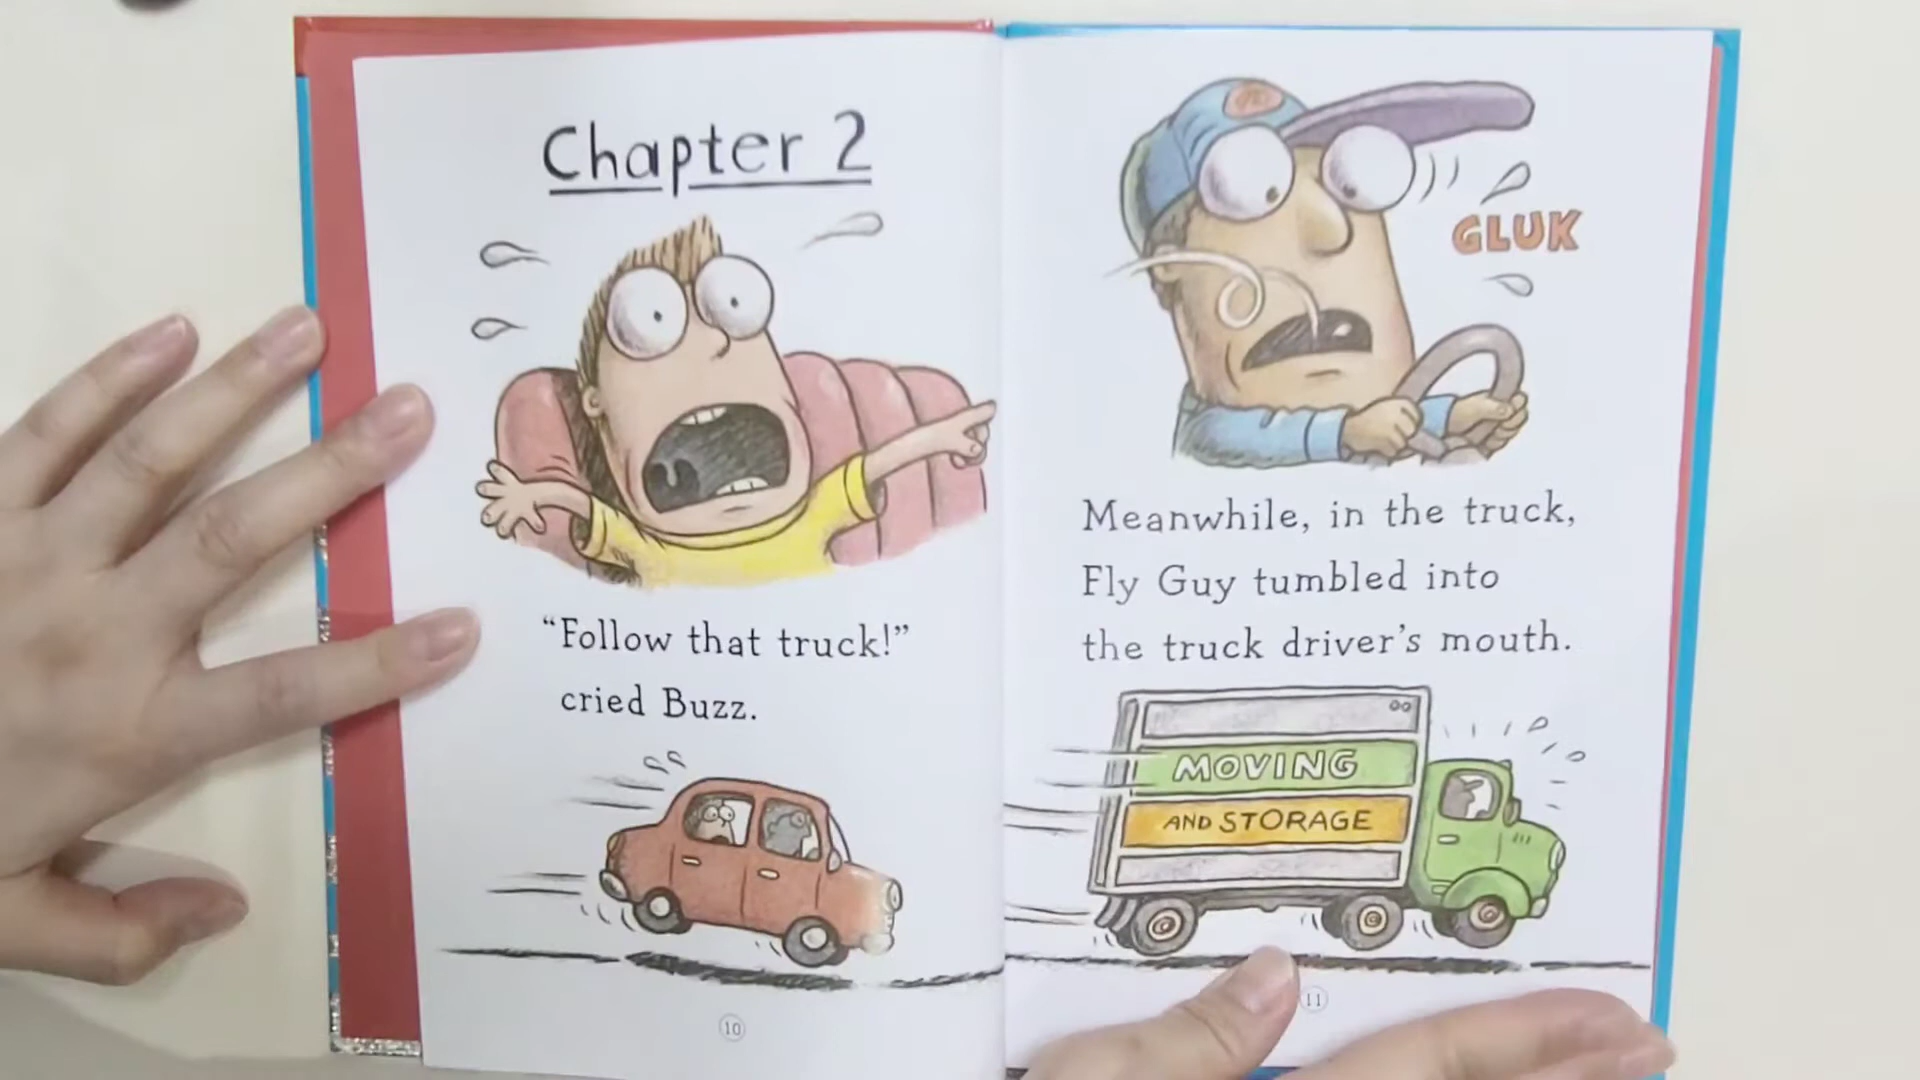 Chapter 2
“Follow that truck!”
cried Buzz.
10
GLUK
Meanwhile, in the truck,
Fly Guy tumbled into
the truck driver’s mouth.
MOVING
AND STORAGE
11